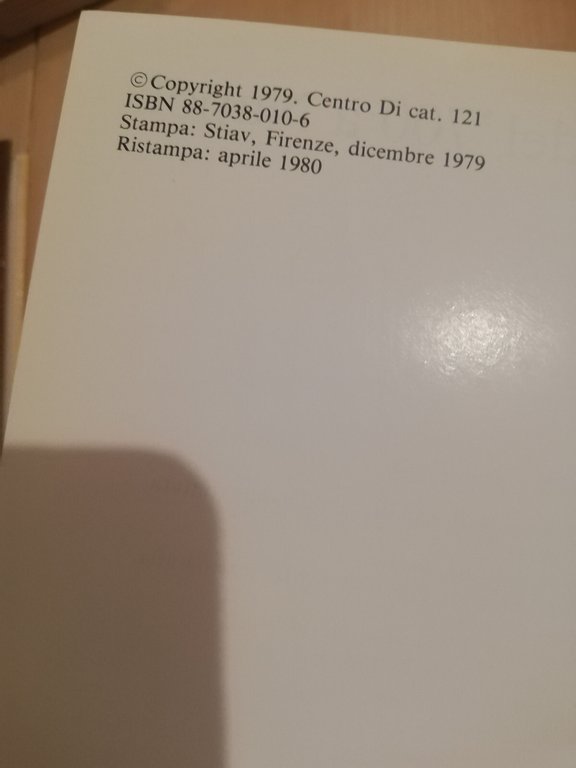 ©Copyright 1979. Centro Di cat. 121
ISBN 88-7038-010-6
Stampa: Stiav, Firenze, dicembre 1979
Ristampa: aprile 1980